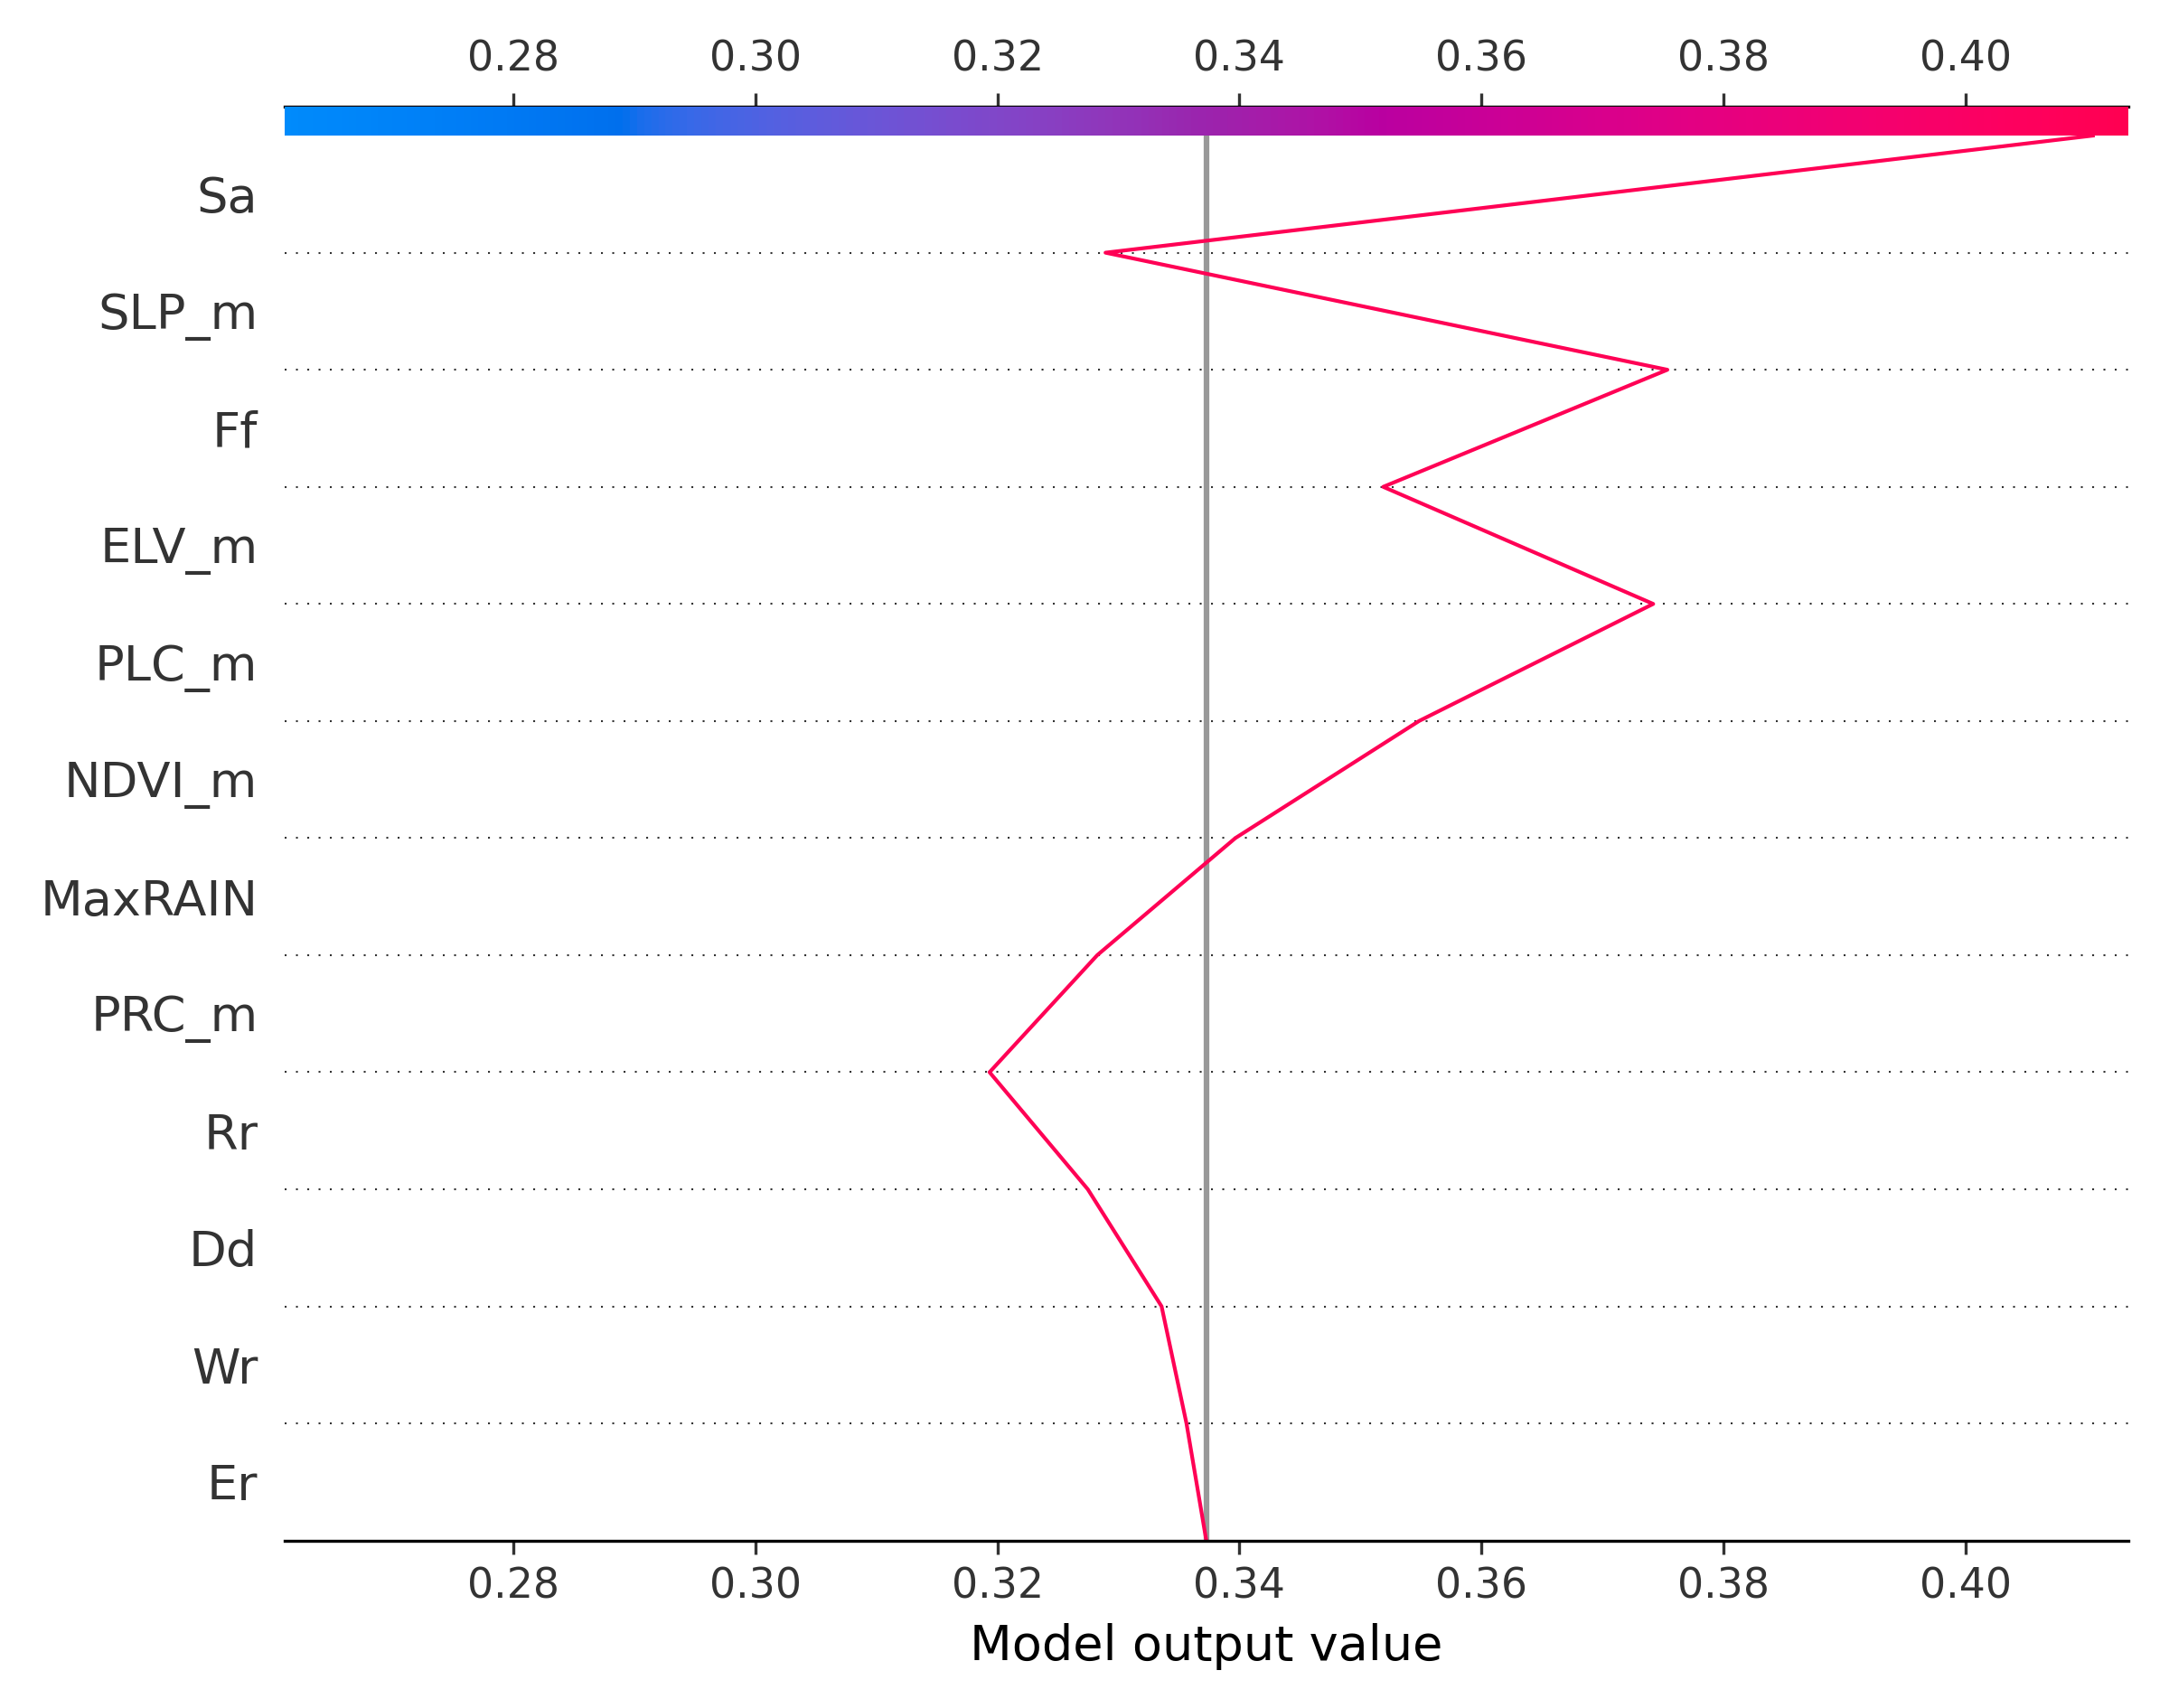 0.28 0.30 0.32 0.34 0.36 0.38 0.40
Sa
SLP_m
Ff
ELV_m
PLC_m
NDVI_m
MaxRAIN
PRC_m
Rr
Dd
Wr
Er
0.28 0.30 0.32 0.34 0.36 0.38 0.40
Model output value